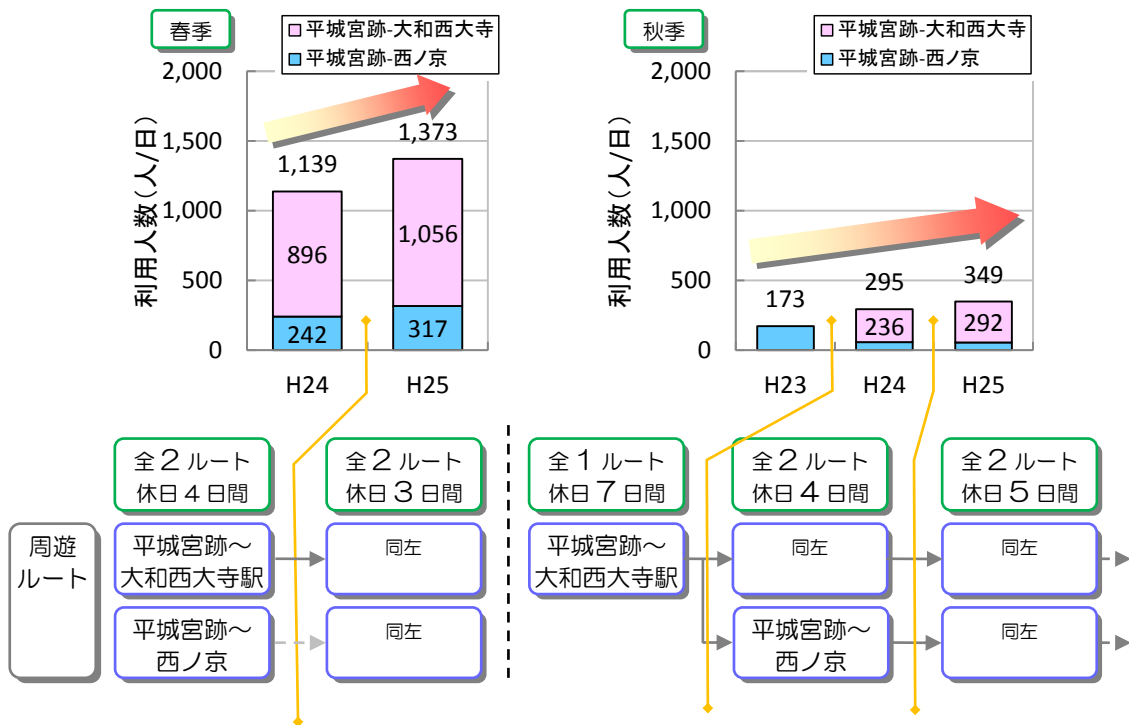 春季
平城宮跡-大和西大寺
平城宮跡-西ノ京
利用人数(人/日)
2,000
1,500
1,000
500
0
1,139
896
242
1,373
1,056
317
H24
H25
秋季
平城宮跡-大和西大寺
平城宮跡-西ノ京
利用人数(人/日)
2,000
1,500
1,000
500
0
173
295
236
349
292
H23
H24
H25
全2ルート
休日4日間
全2ルート
休日3日間
全1ルート
休日7日間
全2ルート
休日4日間
全2ルート
休日5日間
周遊
ルート
平城宮跡～
大和西大寺駅
同左
平城宮跡～
大和西大寺駅
同左
同左
平城宮跡～
西ノ京
同左
平城宮跡～
西ノ京
同左